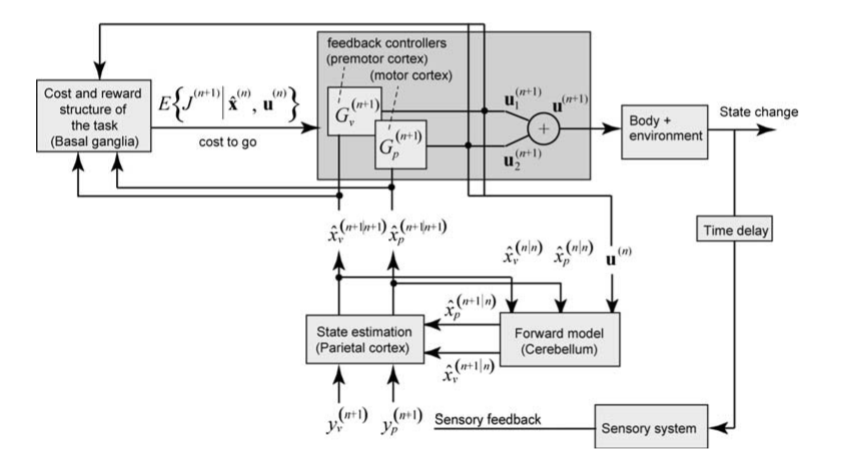 feedback controllers
(premotor cortex)
(motor cortex)
Cost and reward
structure of
the task
(Basal ganglia)
E{J^(n+1)| x̂^(n), u^(n)}
cost to go
G_v^(n+1)
G_p^(n+1)
u_1^(n+1)
u^(n+1)
u_2^(n+1)
Body +
environment
State change
Time delay
x̂_v^(n+1|n+1) x̂_p^(n+1|n+1)
x̂_v^(n|n) x̂_p^(n|n) u^(n)
x̂_p^(n+1|n)
State estimation
(Parietal cortex)
Forward model
(Cerebellum)
x̂_v^(n+1|n)
y_v^(n+1) y_p^(n+1) Sensory feedback
Sensory system